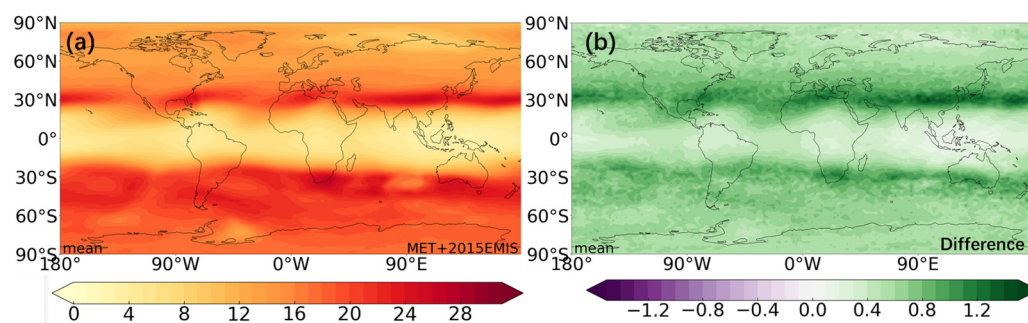 (a)
90°N
60°N
30°N
0°
30°S
60°S
90°S
mean
MET+2015EMIS
180°
90°W
0°W
90°E
0
4
8
12
16
20
24
28
(b)
90°N
60°N
30°N
0°
30°S
60°S
90°S
mean
Difference
180°
90°W
0°W
90°E
−1.2
−0.8
−0.4
0.0
0.4
0.8
1.2